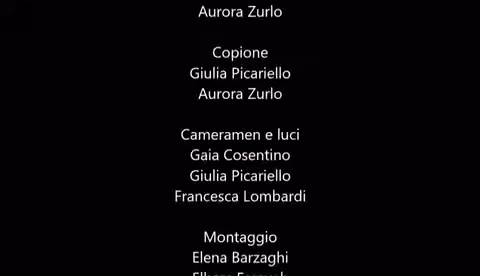 Aurora Zurlo
Copione
Giulia Picariello
Aurora Zurlo
Cameramen e luci
Gaia Cosentino
Giulia Picariello
Francesca Lombardi
Montaggio
Elena Barzaghi